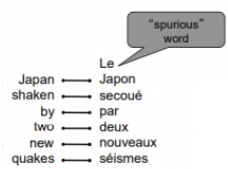 “spurious”
word
Le
Japan Japon
shaken secoué
by par
two deux
new nouveaux
quakes séismes